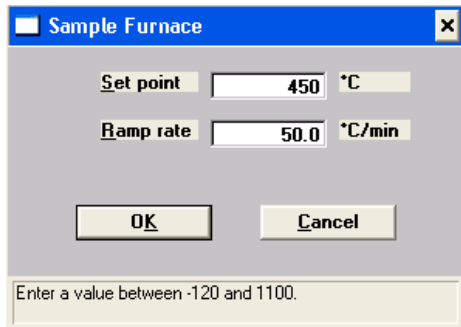 Sample Furnace
Set point 450 °C
Ramp rate 50.0 °C/min
OK Cancel
Enter a value between -120 and 1100.